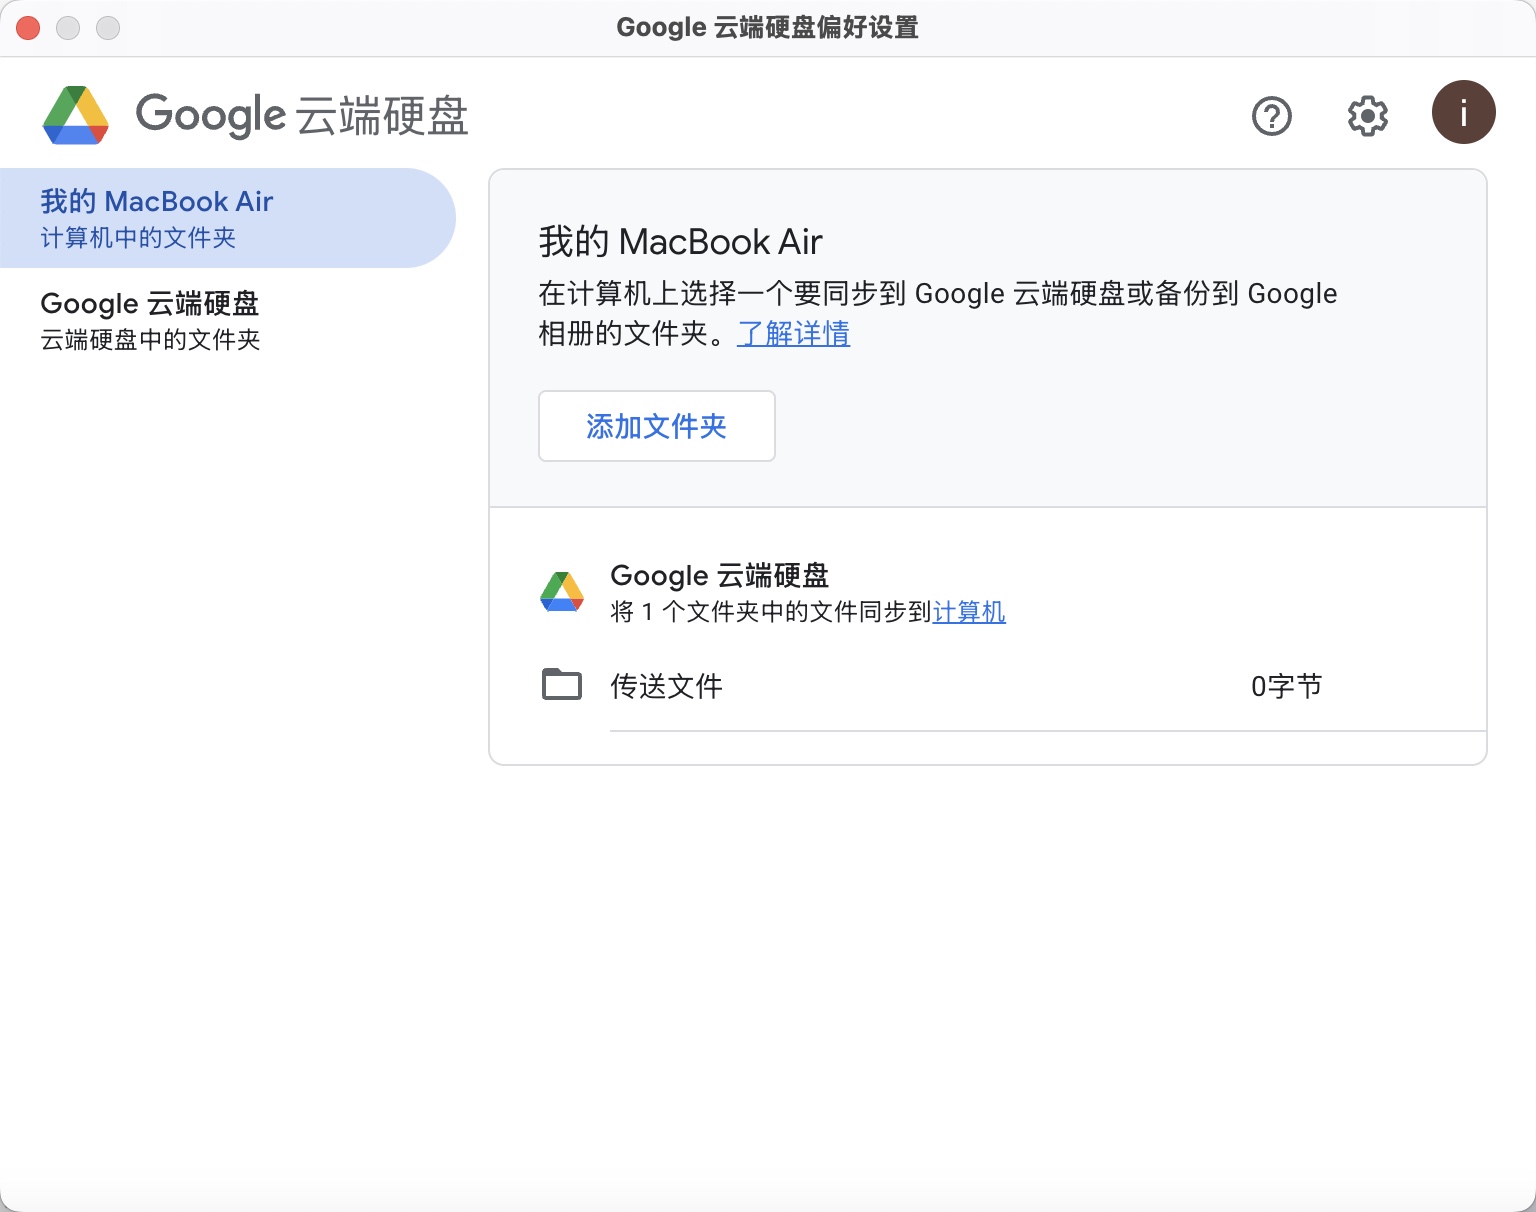 Google 云端硬盘偏好设置
Google 云端硬盘
i
我的 MacBook Air
计算机中的文件夹
Google 云端硬盘
云端硬盘中的文件夹
我的 MacBook Air
在计算机上选择一个要同步到 Google 云端硬盘或备份到 Google
相册的文件夹。了解详情
添加文件夹
Google 云端硬盘
将 1 个文件夹中的文件同步到计算机
传送文件 0字节